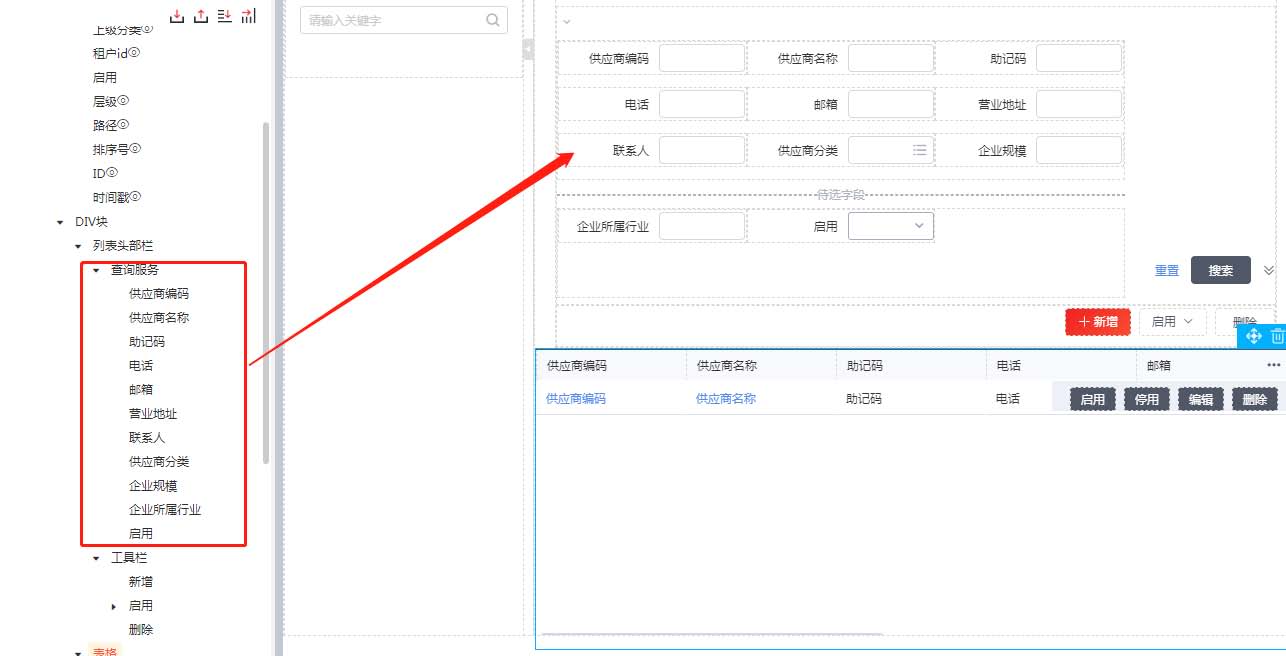 上级分类
租户id
启用
层级
路径
排序号
ID
时间戳
DIV块
列表头部栏
查询服务
供应商编码
供应商名称
助记码
电话
邮箱
营业地址
联系人
供应商分类
企业规模
企业所属行业
启用
工具栏
新增
启用
删除
表格
请输入关键字
供应商编码 供应商名称 助记码
电话 邮箱 营业地址
联系人 供应商分类 企业规模
待选字段
企业所属行业 启用
重置 搜索
新增 启用 删除
供应商编码 供应商名称 助记码 电话 邮箱
供应商编码 供应商名称 助记码 电话 启用 停用 编辑 删除